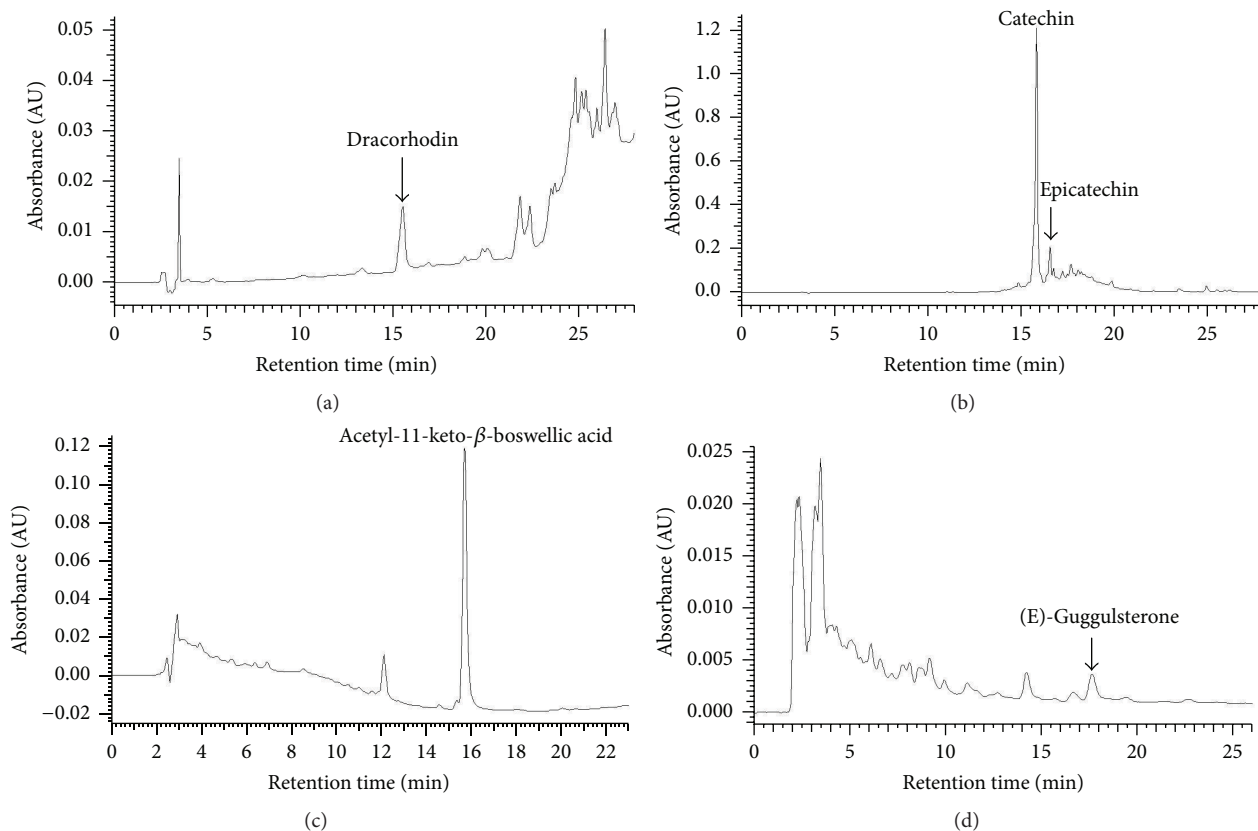 0.05
0.04
0.03
0.02
0.01
0.00
Absorbance (AU)
Dracorhodin
0 5 10 15 20 25
Retention time (min)
(a)
1.2
1.0
0.8
0.6
0.4
0.2
0.0
Absorbance (AU)
Catechin
Epicatechin
0 5 10 15 20 25
Retention time (min)
(b)
0.12
0.10
0.08
0.06
0.04
0.02
0.00
−0.02
Absorbance (AU)
Acetyl-11-keto-β-boswellic acid
0 2 4 6 8 10 12 14 16 18 20 22
Retention time (min)
(c)
0.025
0.020
0.015
0.010
0.005
0.000
Absorbance (AU)
(E)-Guggulsterone
0 5 10 15 20 25
Retention time (min)
(d)